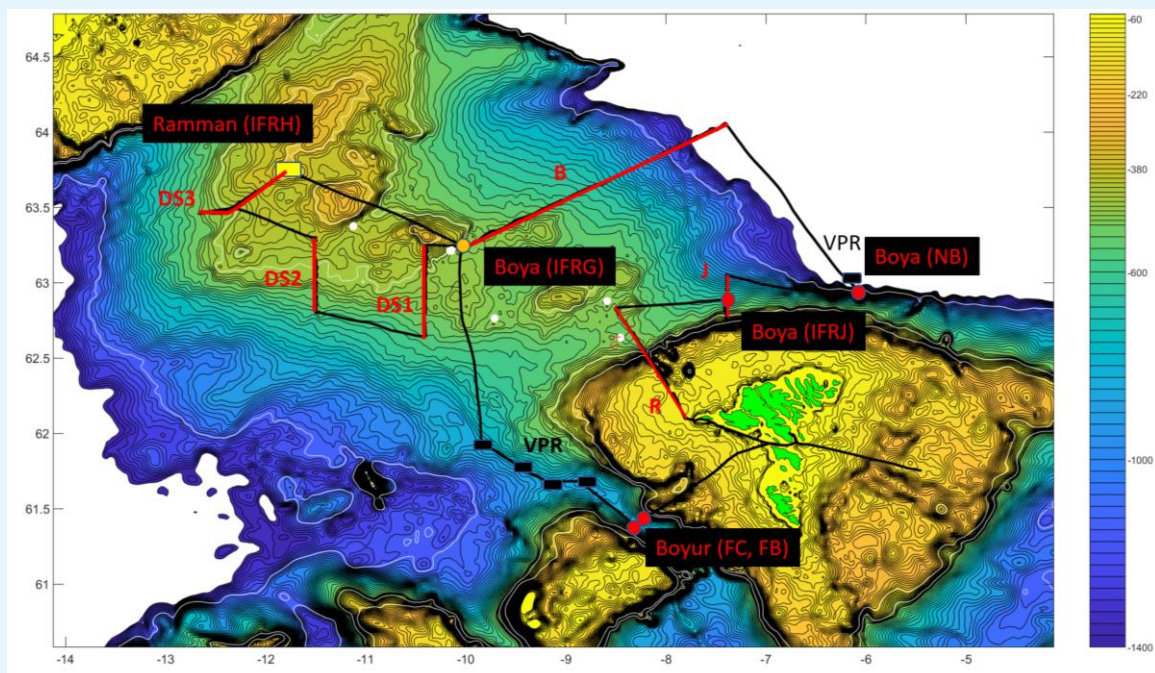 64.5
64
63.5
63
62.5
62
61.5
61
-14
-13
-12
-11
-10
-9
-8
-7
-6
-5
-60
-220
-380
-600
-1000
-1400
Ramman (IFRH)
B
DS3
VPR
Boya (NB)
Boya (IFRG)
J
DS2
DS1
Boya (IFRJ)
R
VPR
Boyur (FC, FB)